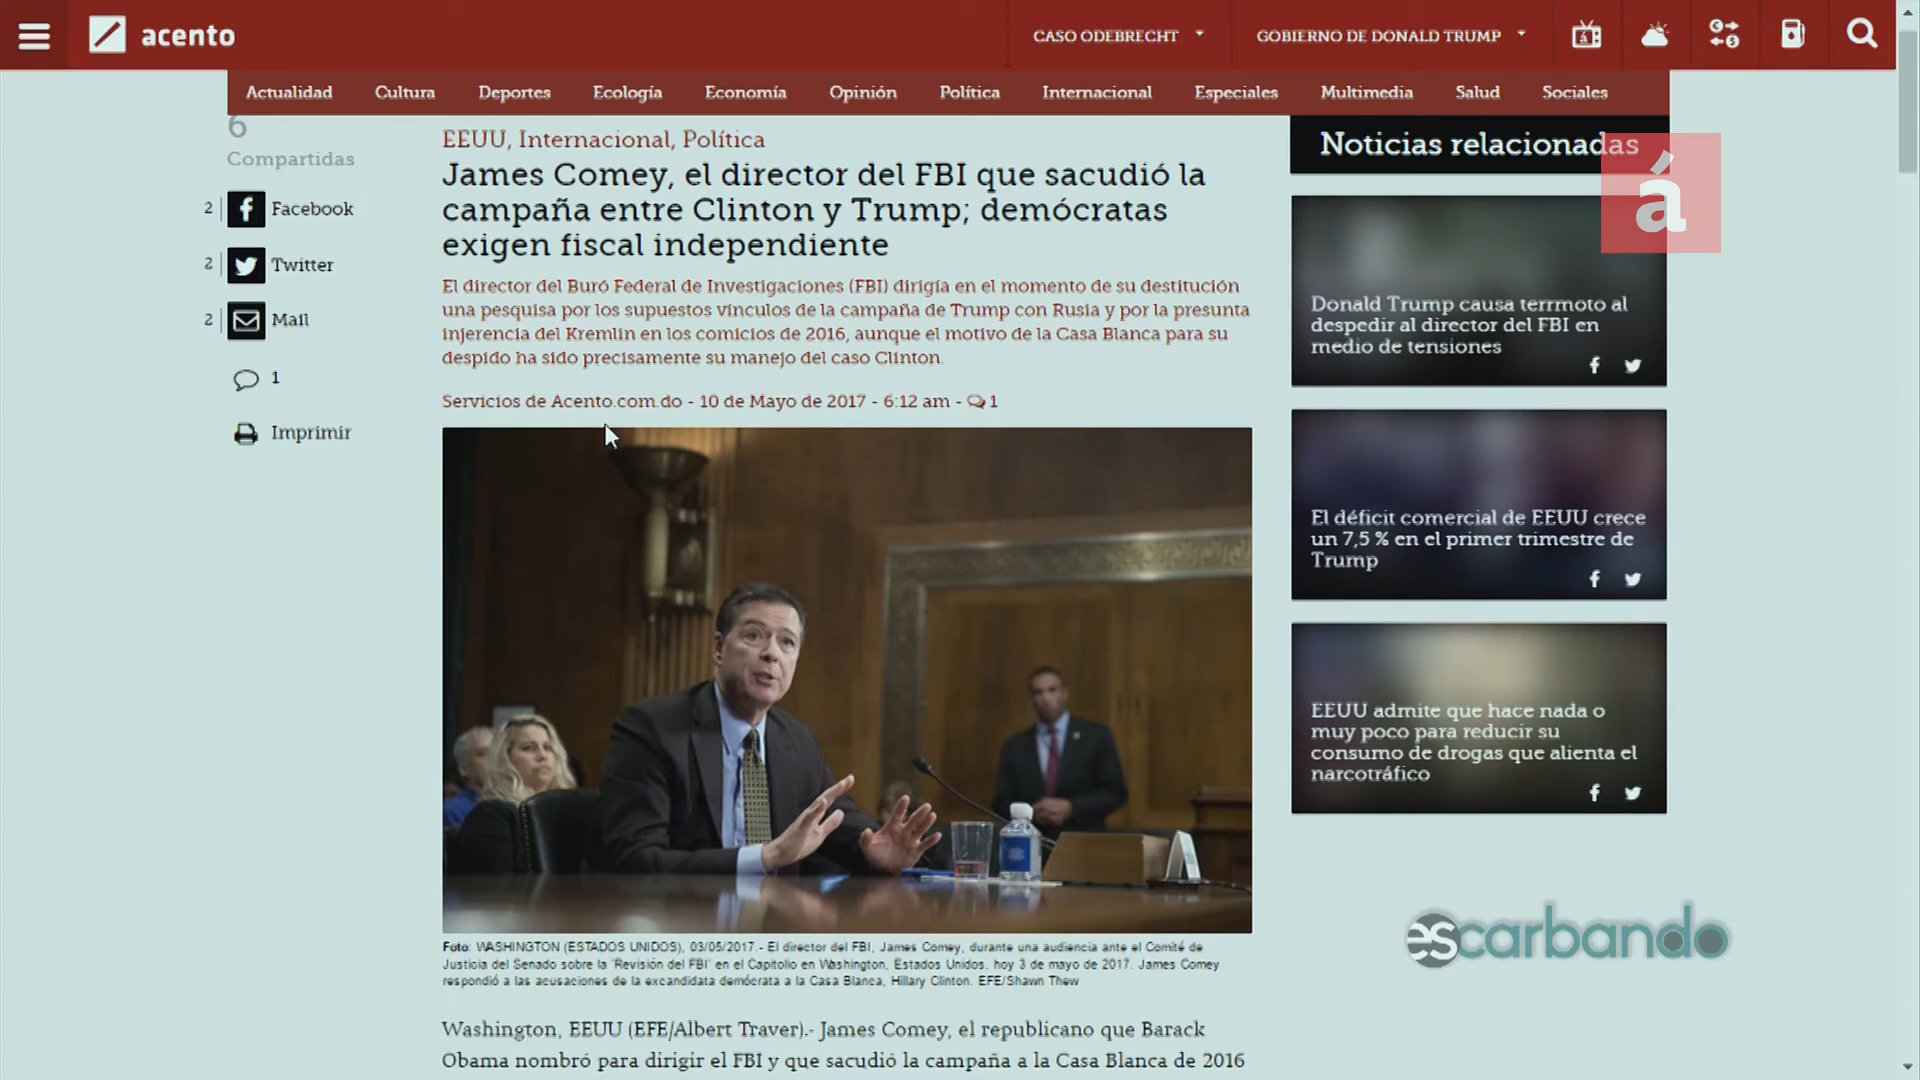 acento
CASO ODEBRECHT
GOBIERNO DE DONALD TRUMP
Actualidad
Cultura
Deportes
Ecología
Economía
Opinión
Política
Internacional
Especiales
Multimedia
Salud
Sociales
6
Compartidas
2
Facebook
2
Twitter
2
Mail
1
Imprimir
EEUU, Internacional, Política
James Comey, el director del FBI que sacudió la
campaña entre Clinton y Trump; demócratas
exigen fiscal independiente
El director del Buró Federal de Investigaciones (FBI) dirigía en el momento de su destitución
una pesquisa por los supuestos vínculos de la campaña de Trump con Rusia y por la presunta
injerencia del Kremlin en los comicios de 2016, aunque el motivo de la Casa Blanca para su
despido ha sido precisamente su manejo del caso Clinton.
Servicios de Acento.com.do - 10 de Mayo de 2017 - 6:12 am - 1
Foto: WASHINGTON (ESTADOS UNIDOS), 03/05/2017.- El director del FBI, James Comey, durante una audiencia ante el Comité de
Justicia del Senado sobre la 'Revisión del FBI' en el Capitolio en Washington, Estados Unidos, hoy 3 de mayo de 2017. James Comey
respondió a las acusaciones de la excandidata demócrata a la Casa Blanca, Hillary Clinton. EFE/Shawn Thew
Washington, EEUU (EFE/Albert Traver).- James Comey, el republicano que Barack
Obama nombró para dirigir el FBI y que sacudió la campaña a la Casa Blanca de 2016
Noticias relacionadas
á
Donald Trump causa terrmoto al
despedir al director del FBI en
medio de tensiones
El déficit comercial de EEUU crece
un 7,5 % en el primer trimestre de
Trump
EEUU admite que hace nada o
muy poco para reducir su
consumo de drogas que alienta el
narcotráfico
escarbando